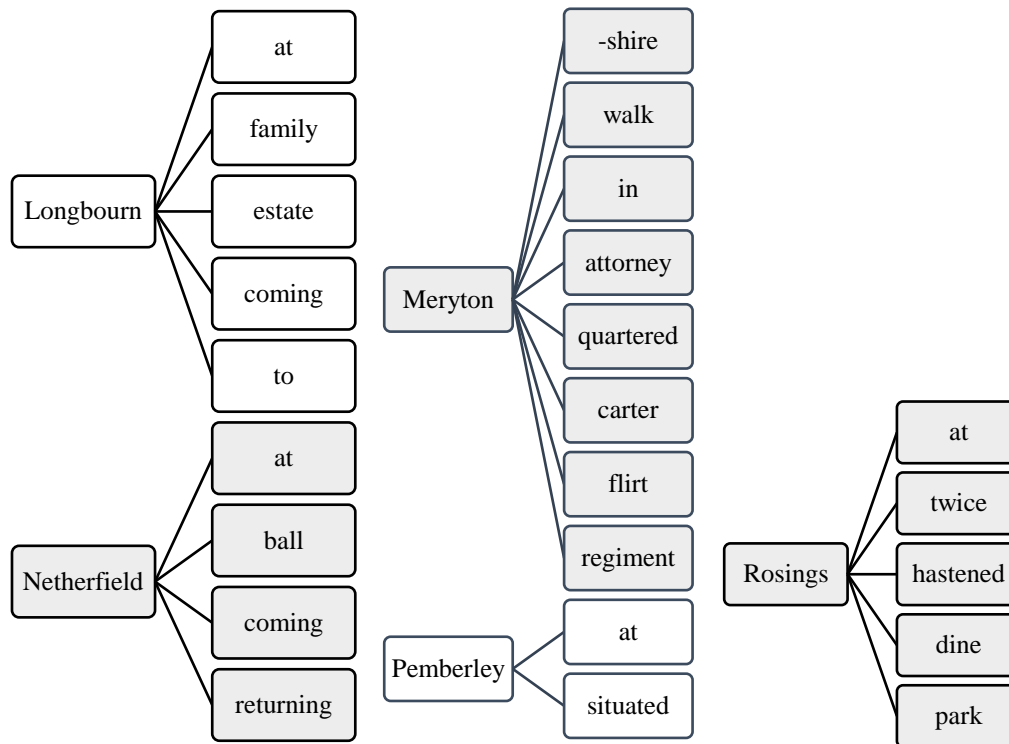 Longbourn
at
family
estate
coming
to
Netherfield
at
ball
coming
returning
Meryton
-shire
walk
in
attorney
quartered
carter
flirt
regiment
Pemberley
at
situated
Rosings
at
twice
hastened
dine
park